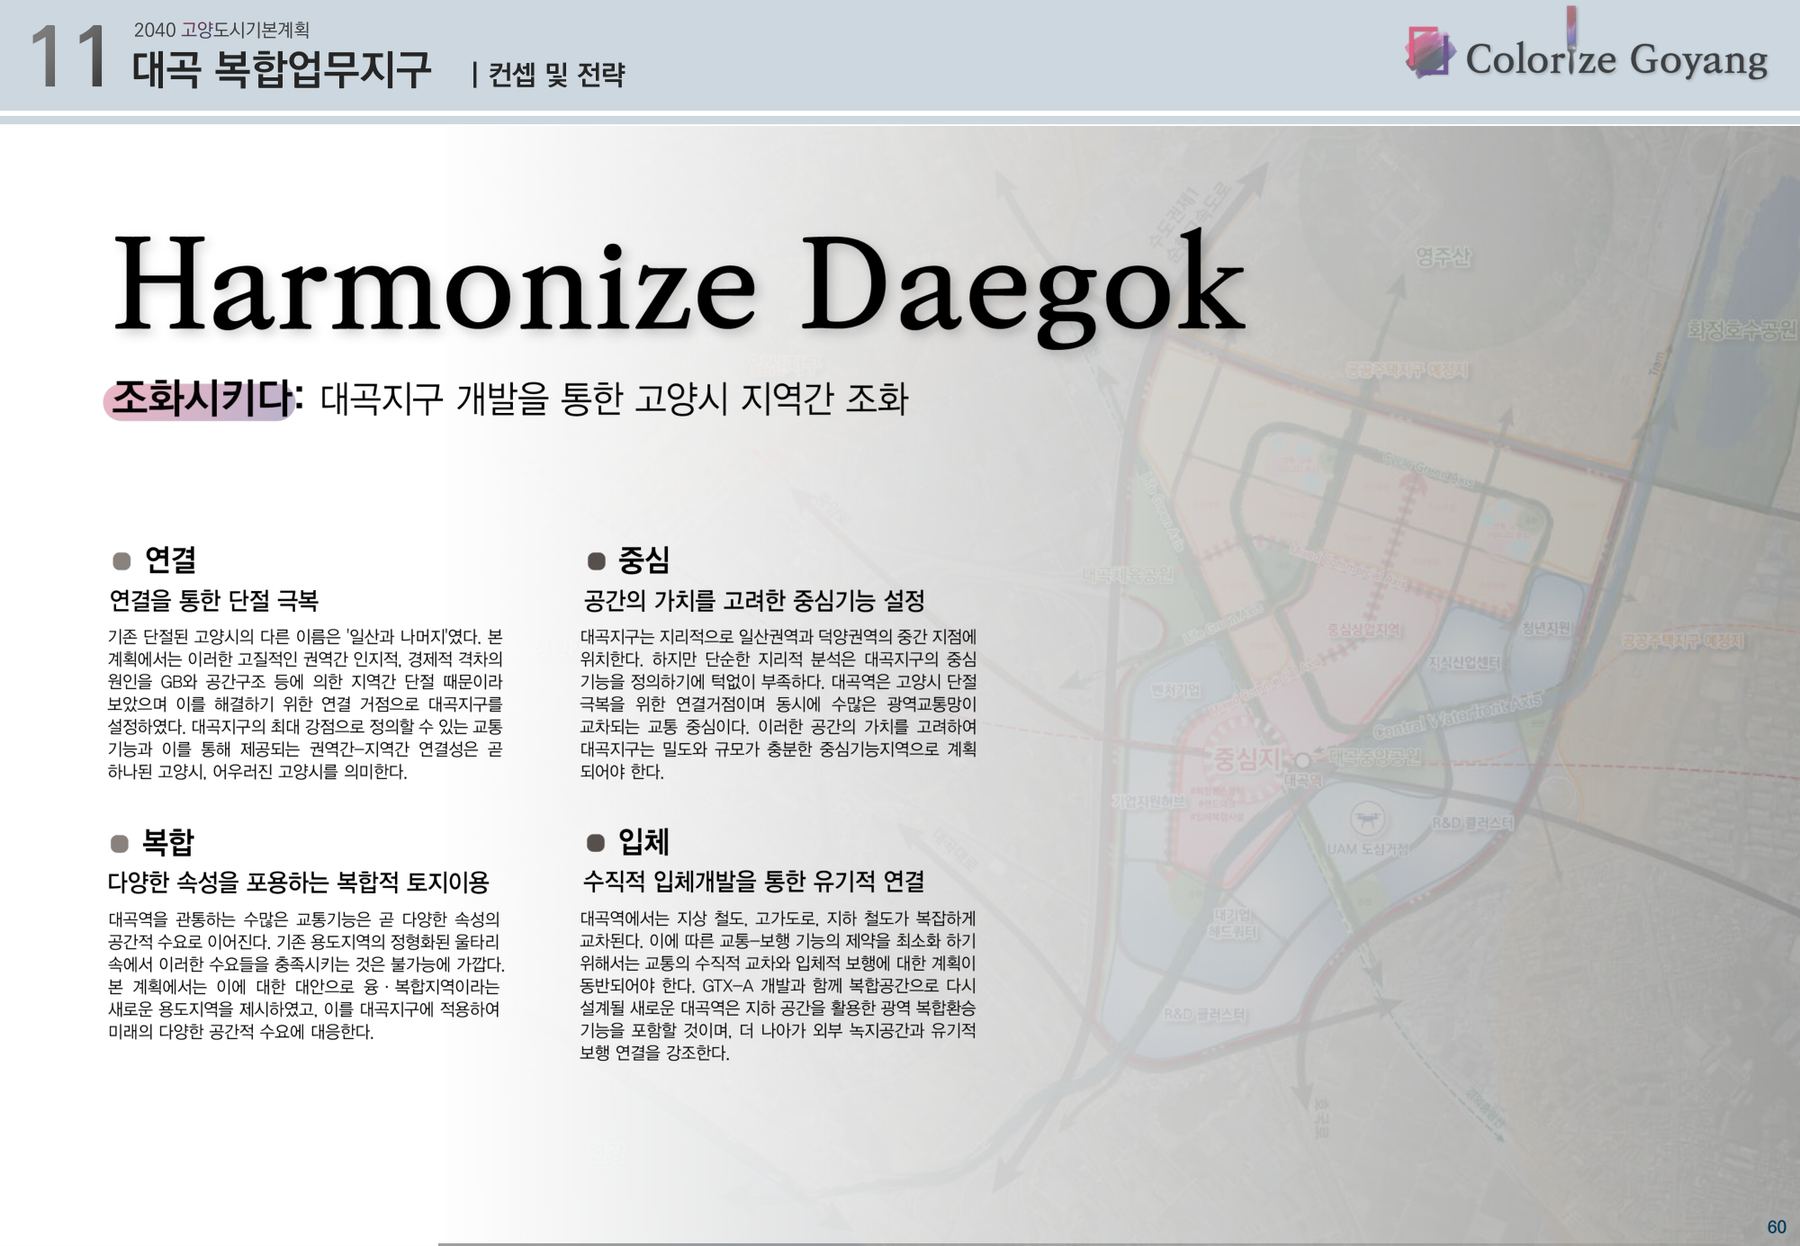 11
2040 고양도시기본계획
대곡 복합업무지구 | 컨셉 및 전략
Colorize Goyang
Harmonize Daegok
조화시키다: 대곡지구 개발을 통한 고양시 지역간 조화
연결
연결을 통한 단절 극복
기존 단절된 고양시의 다른 이름은 '일산과 나머지'였다. 본
계획에서는 이러한 고질적인 권역간 인지적, 경제적 격차의
원인을 GB와 공간구조 등에 의한 지역간 단절 때문이라
보았으며 이를 해결하기 위한 연결 거점으로 대곡지구를
설정하였다. 대곡지구의 최대 강점으로 정의할 수 있는 교통
기능과 이를 통해 제공되는 권역간-지역간 연결성은 곧
하나된 고양시, 어우러진 고양시를 의미한다.
중심
공간의 가치를 고려한 중심기능 설정
대곡지구는 지리적으로 일산권역과 덕양권역의 중간 지점에
위치한다. 하지만 단순한 지리적 분석은 대곡지구의 중심
기능을 정의하기에 턱없이 부족하다. 대곡역은 고양시 단절
극복을 위한 연결거점이며 동시에 수많은 광역교통망이
교차되는 교통 중심이다. 이러한 공간의 가치를 고려하여
대곡지구는 밀도와 규모가 충분한 중심기능지역으로 계획
되어야 한다.
복합
다양한 속성을 포용하는 복합적 토지이용
대곡역을 관통하는 수많은 교통기능은 곧 다양한 속성의
공간적 수요로 이어진다. 기존 용도지역의 정형화된 울타리
속에서 이러한 수요들을 충족시키는 것은 불가능에 가깝다.
본 계획에서는 이에 대한 대안으로 융·복합지역이라는
새로운 용도지역을 제시하였고, 이를 대곡지구에 적용하여
미래의 다양한 공간적 수요에 대응한다.
입체
수직적 입체개발을 통한 유기적 연결
대곡역에서는 지상 철도, 고가도로, 지하 철도가 복잡하게
교차된다. 이에 따른 교통-보행 기능의 제약을 최소화 하기
위해서는 교통의 수직적 교차와 입체적 보행에 대한 계획이
동반되어야 한다. GTX-A 개발과 함께 복합공간으로 다시
설계될 새로운 대곡역은 지하 공간을 활용한 광역 복합환승
기능을 포함할 것이며, 더 나아가 외부 녹지공간과 유기적
보행 연결을 강조한다.
영주산
화정호수공원
공공주택지구 예정지
Tram
대곡체육공원
중심상업지역
청년지원
공공주택지구 예정지
지식산업센터
벤처기업
Central Waterfront Axis
중심지
대곡중앙공원
대곡역
기업지원허브
R&D 클러스터
UAM 도심거점
대기업
헤드쿼터
R&D 클러스터
60